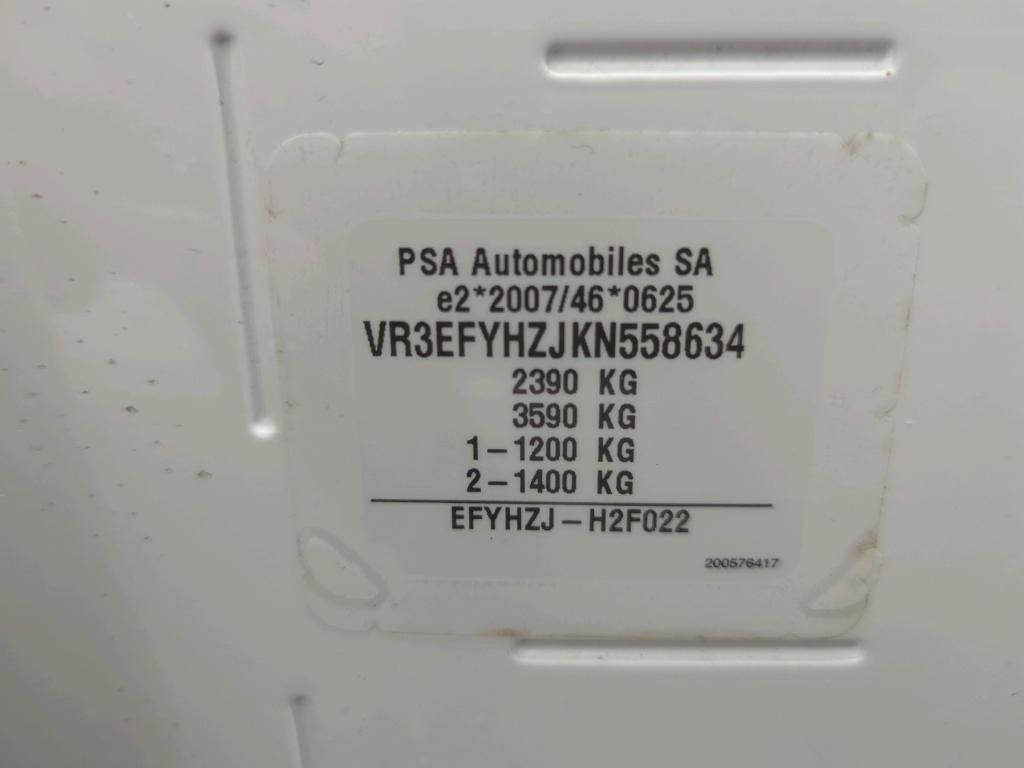 PSA Automobiles SA
e2*2007/46*0625
VR3EFYHZJKN558634
2390 KG
3590 KG
1-1200 KG
2-1400 KG
EFYHZJ-H2F022
200576417